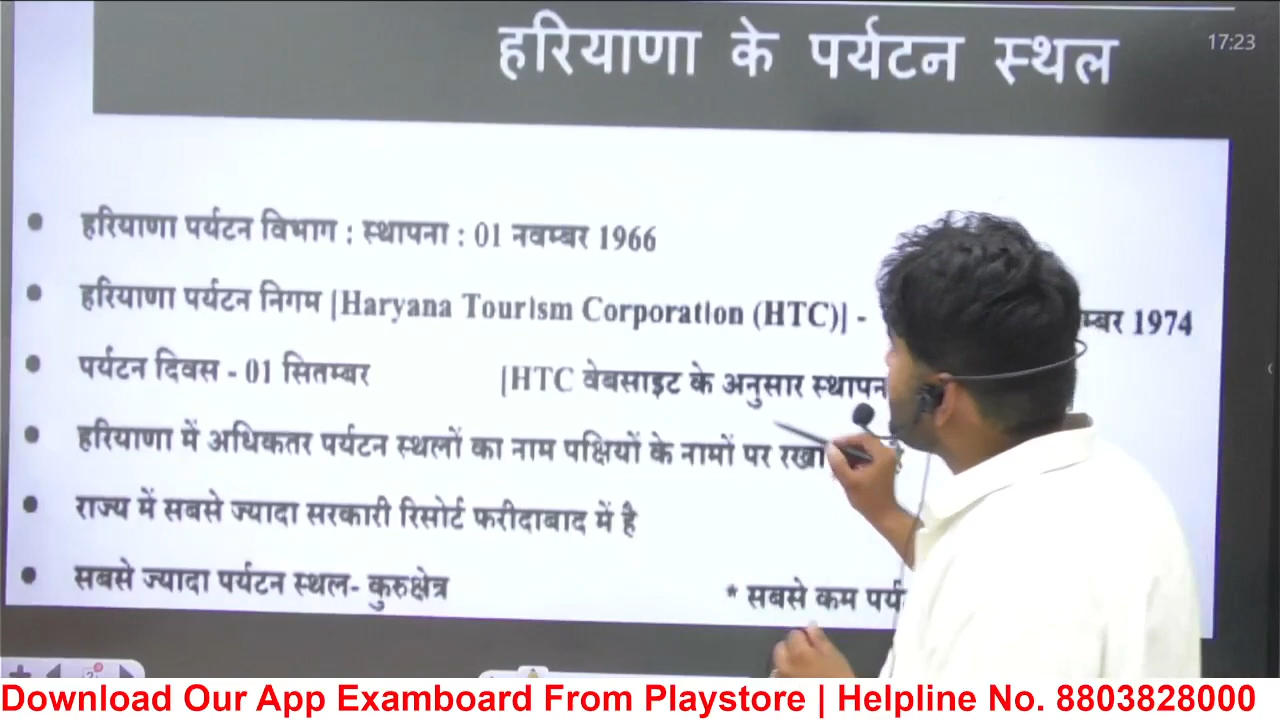 हरियाणा के पर्यटन स्थल
17:23
हरियाणा पर्यटन विभाग : स्थापना : 01 नवम्बर 1966
हरियाणा पर्यटन निगम [Haryana Tourism Corporation (HTC)] - म्बर 1974
पर्यटन दिवस - 01 सितम्बर [HTC वेबसाइट के अनुसार
हरियाणा में अधिकतर पर्यटन स्थलों का नाम पक्षियों के नामों पर रखा
राज्य में सबसे ज्यादा सरकारी रिसोर्ट फरीदाबाद में है
सबसे ज्यादा पर्यटन स्थल- कुरुक्षेत्र * सबसे कम
Download Our App Examboard From Playstore | Helpline No. 8803828000